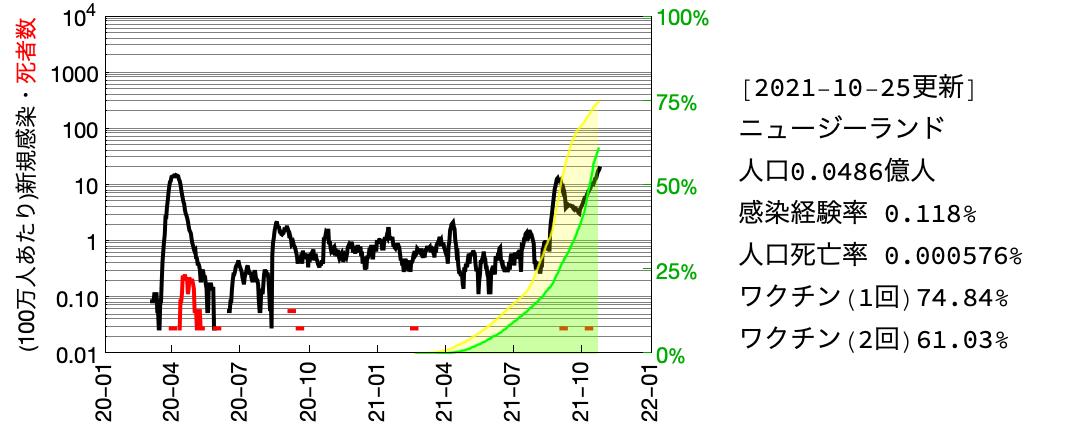 (100万人あたり)新規感染・死者数
10^4
1000
100
10
1
0.10
0.01
100%
75%
50%
25%
0%
20-01
20-04
20-07
20-10
21-01
21-04
21-07
21-10
22-01
[2021-10-25更新]
ニュージーランド
人口0.0486億人
感染経験率 0.118%
人口死亡率 0.000576%
ワクチン(1回)74.84%
ワクチン(2回)61.03%